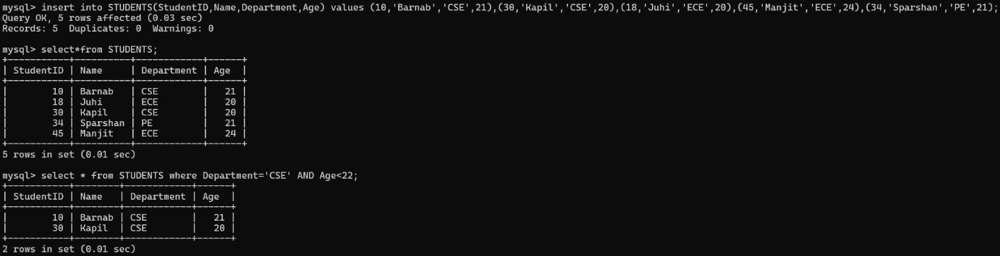 mysql> insert into STUDENTS(StudentID,Name,Department,Age) values (10,'Barnab','CSE',21),(30,'Kapil','CSE',20),(18,'Juhi','ECE',20),(45,'Manjit','ECE',24),(34,'Sparshan','PE',21);
Query OK, 5 rows affected (0.03 sec)
Records: 5  Duplicates: 0  Warnings: 0

mysql> select*from STUDENTS;
+-----------+----------+------------+------+
| StudentID | Name     | Department | Age  |
+-----------+----------+------------+------+
|        10 | Barnab   | CSE        |   21 |
|        18 | Juhi     | ECE        |   20 |
|        30 | Kapil    | CSE        |   20 |
|        34 | Sparshan | PE         |   21 |
|        45 | Manjit   | ECE        |   24 |
+-----------+----------+------------+------+
5 rows in set (0.01 sec)

mysql> select * from STUDENTS where Department='CSE' AND Age<22;
+-----------+--------+------------+------+
| StudentID | Name   | Department | Age  |
+-----------+--------+------------+------+
|        10 | Barnab | CSE        |   21 |
|        30 | Kapil  | CSE        |   20 |
+-----------+--------+------------+------+
2 rows in set (0.01 sec)